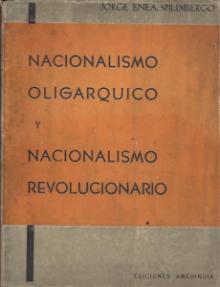 JORGE ENEA SPILIMBERGO
NACIONALISMO
OLIGARQUICO
Y
NACIONALISMO
REVOLUCIONARIO
EDICIONES AMERINDIA